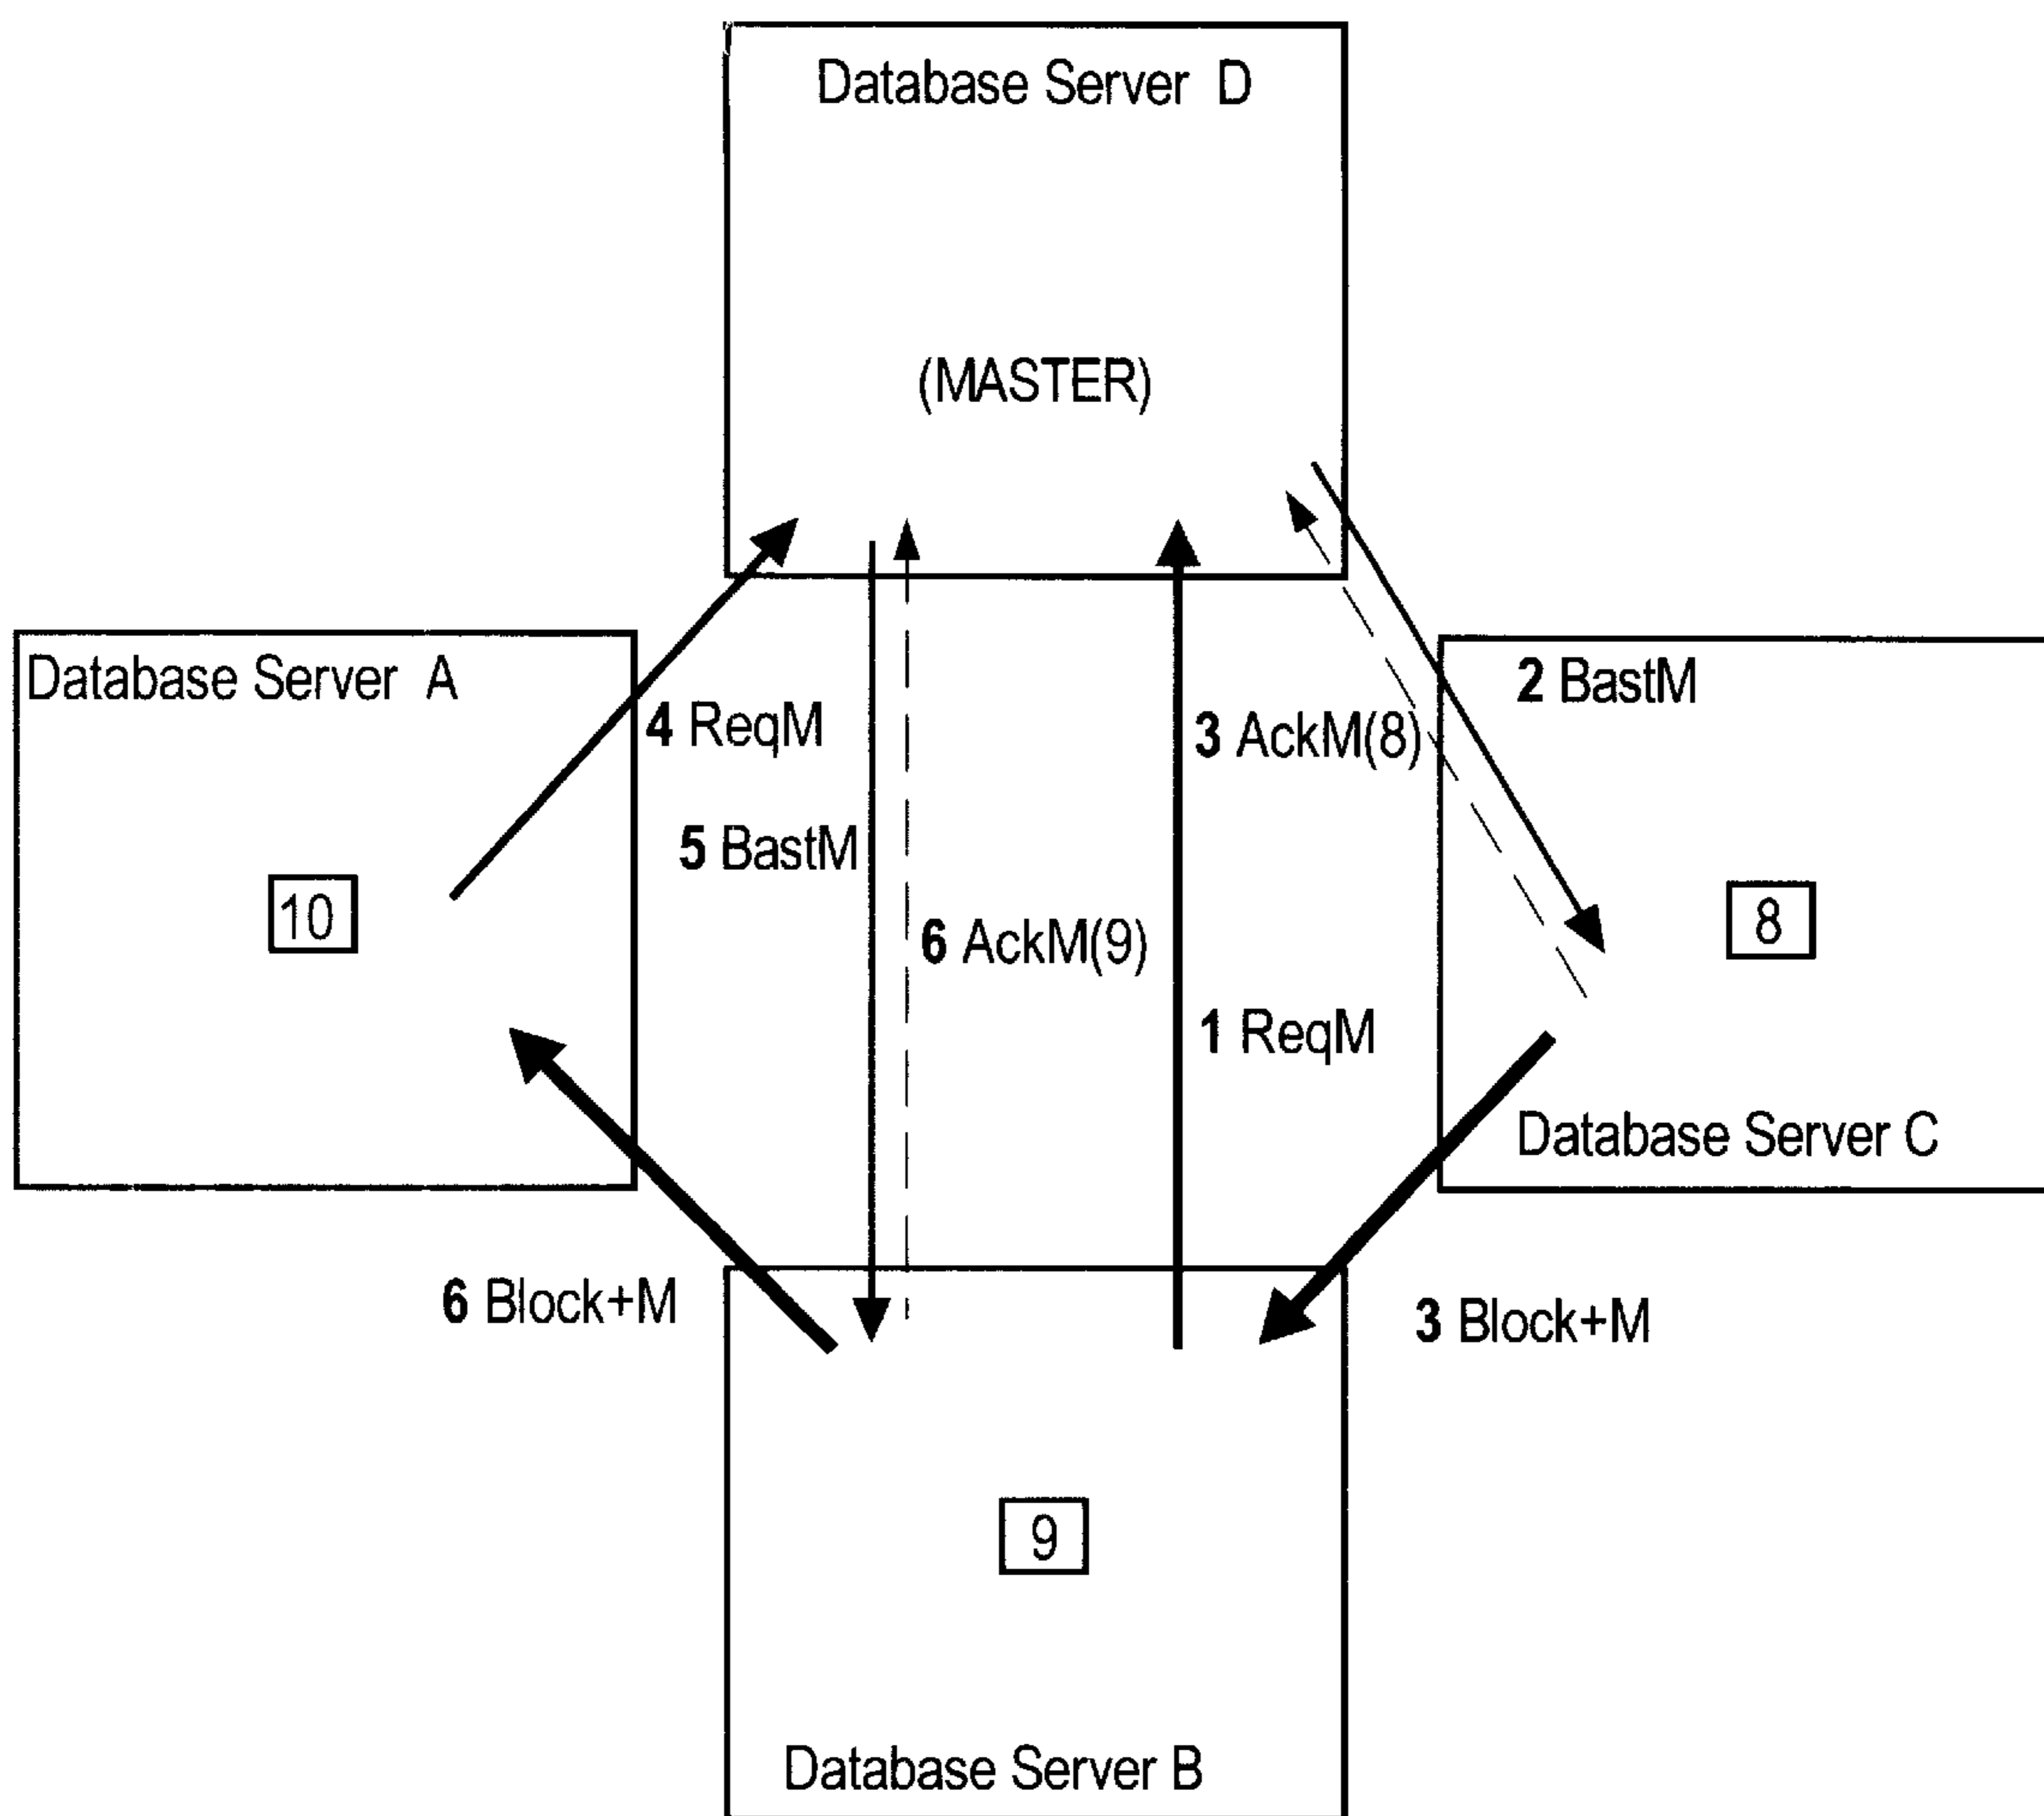 Database Server D
(MASTER)
Database Server A
2 BastM
4 ReqM
3 AckM(8)
5 BastM
10
8
6 AckM(9)
1 ReqM
Database Server C
6 Block+M
3 Block+M
9
Database Server B